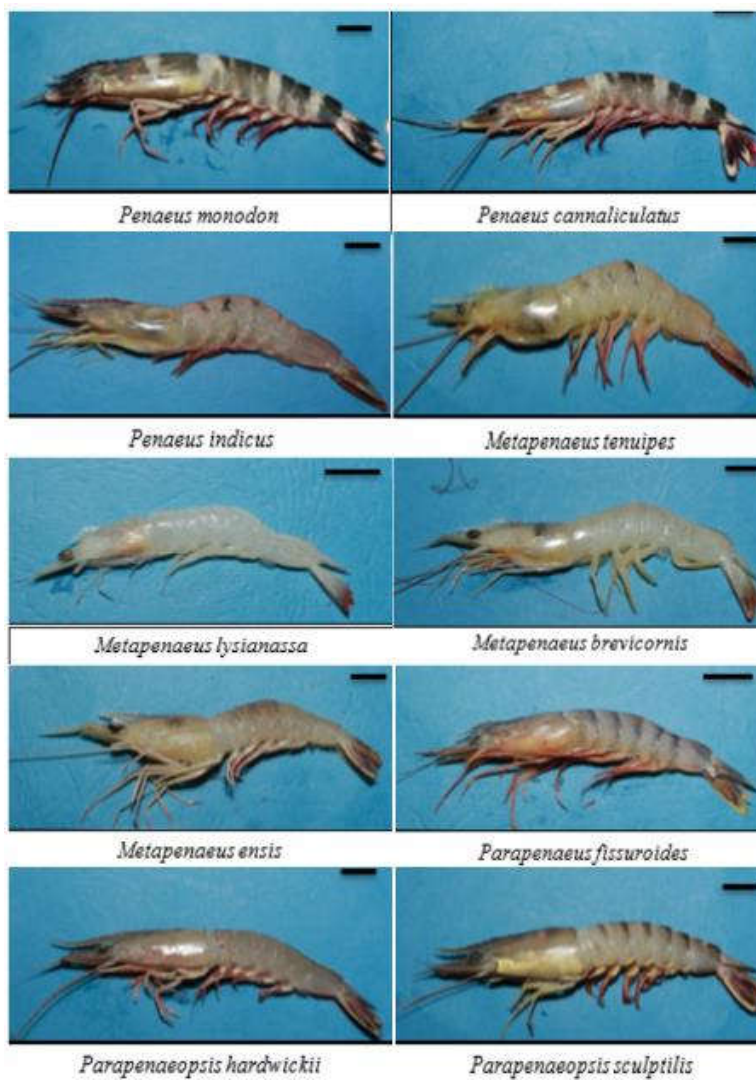 Penaeus monodon
Penaeus cannaliculatus
Penaeus indicus
Metapenaeus tenuipes
Metapenaeus lysianassa
Metapenaeus brevicornis
Metapenaeus ensis
Parapenaeus fissuroides
Parapenaeopsis hardwickii
Parapenaeopsis sculptilis